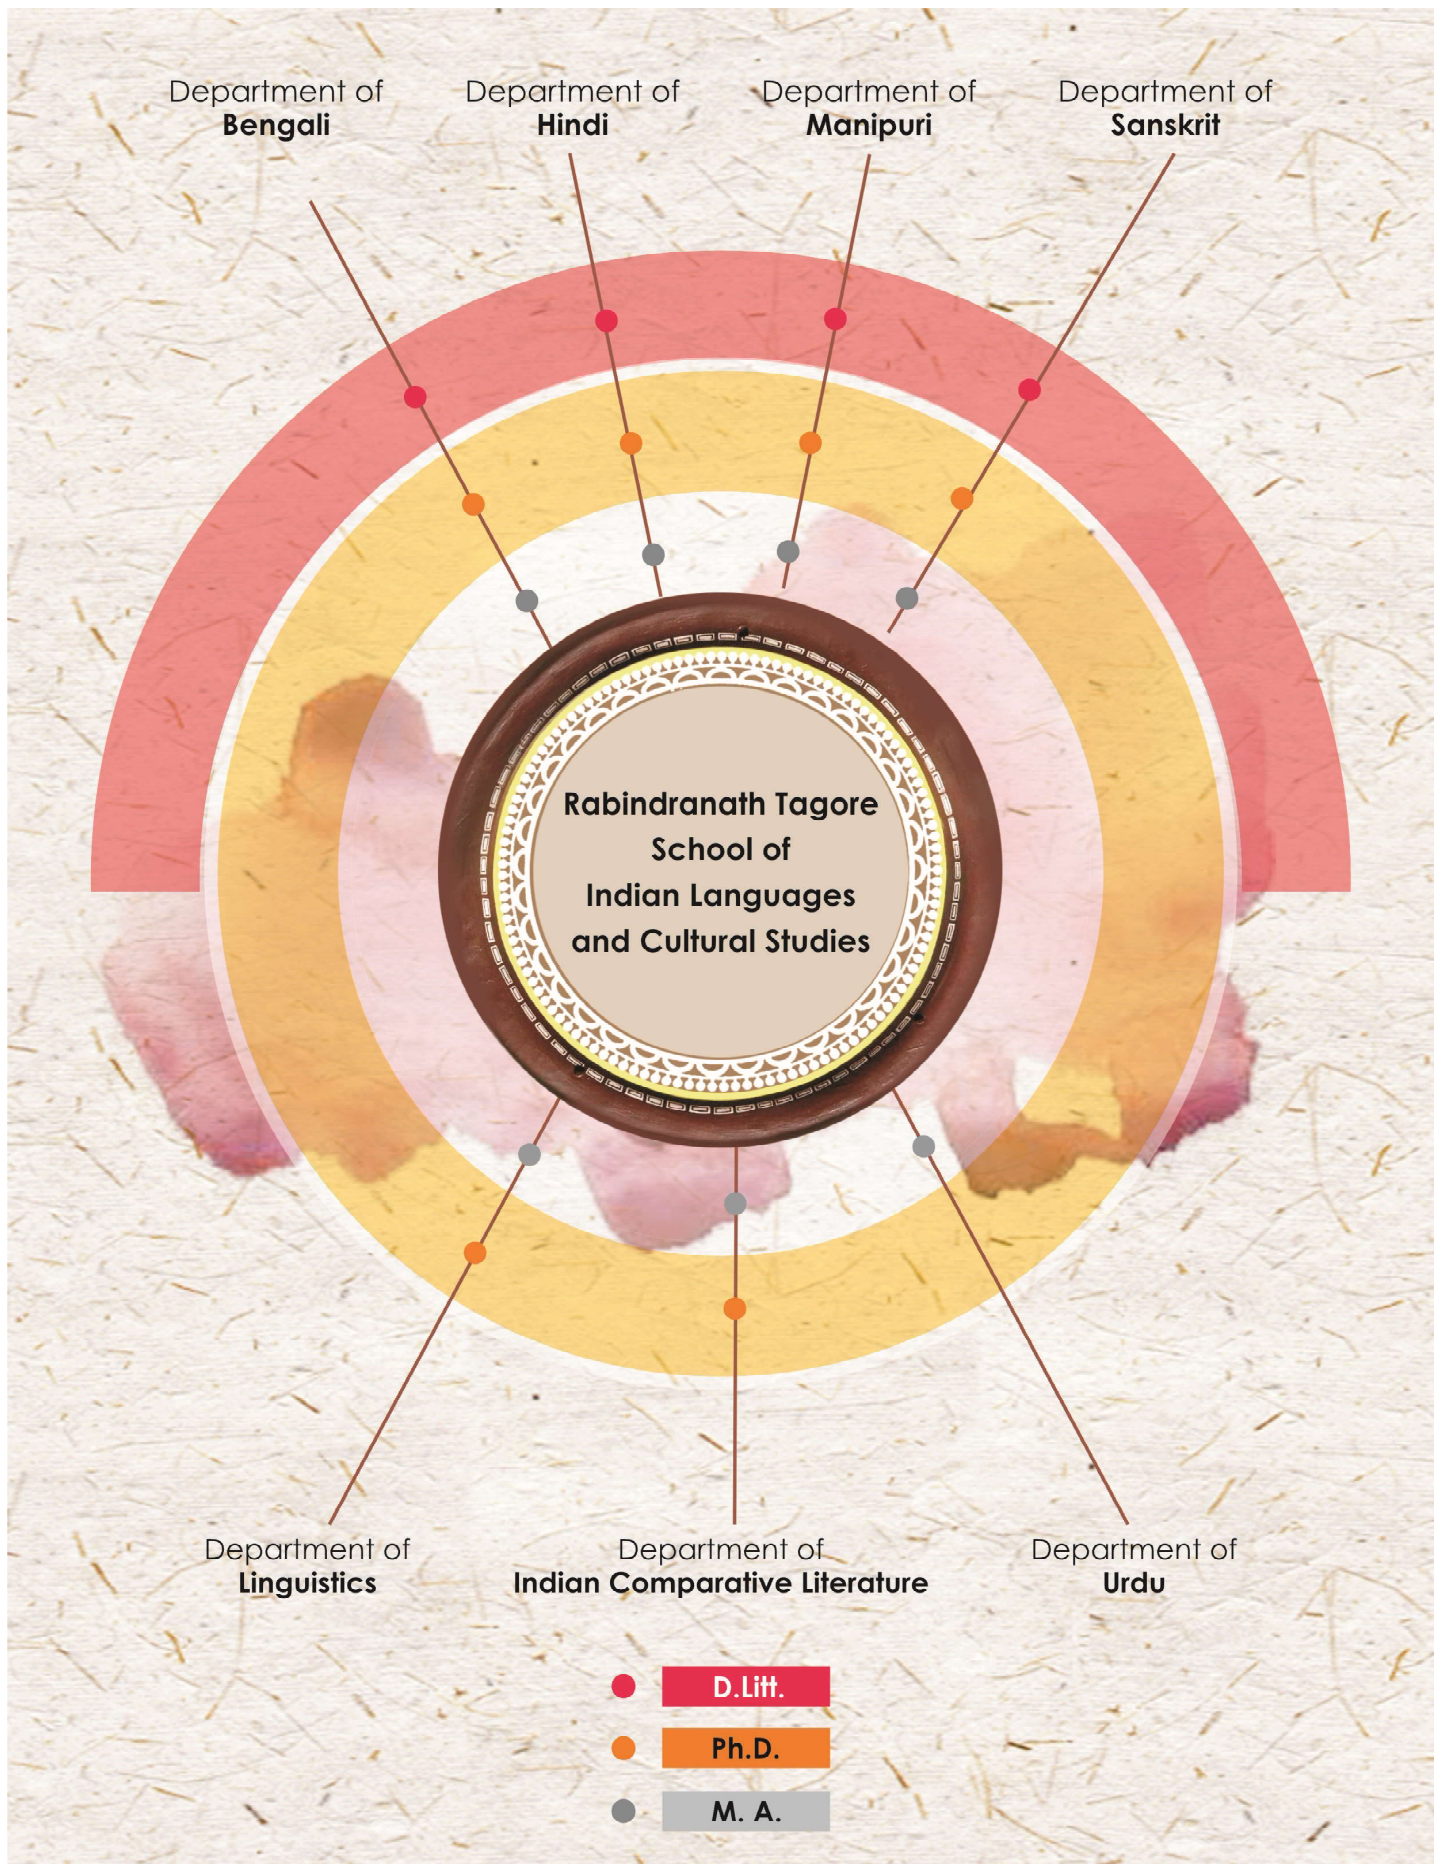 Department of
Bengali
Department of
Hindi
Department of
Manipuri
Department of
Sanskrit
Rabindranath Tagore
School of
Indian Languages
and Cultural Studies
Department of
Linguistics
Department of
Indian Comparative Literature
Department of
Urdu
D.Litt.
Ph.D.
M. A.